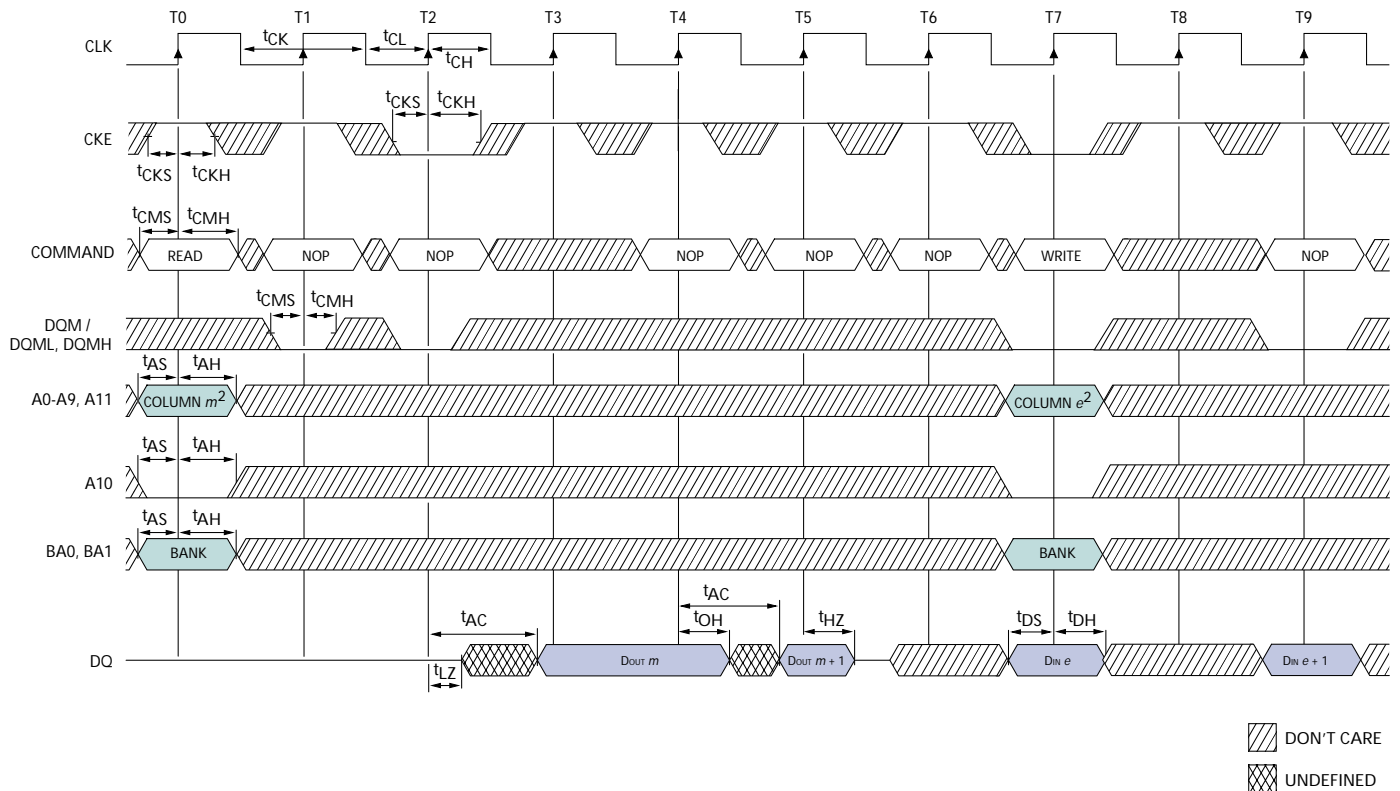 T0 T1 T2 T3 T4 T5 T6 T7 T8 T9
CLK
tCK tCL
tCH
tCKS tCKH
CKE
tCKS tCKH
tCMS tCMH
COMMAND READ NOP NOP NOP NOP NOP WRITE NOP
tCMS tCMH
DQM /
DQML, DQMH
tAS tAH
A0-A9, A11 COLUMN m2 COLUMN e2
tAS tAH
A10
tAS tAH
BA0, BA1 BANK BANK
tAC
tAC tOH tHZ tDS tDH
DQ DOUT m DOUT m + 1 DIN e DIN e + 1
tLZ
DON'T CARE
UNDEFINED